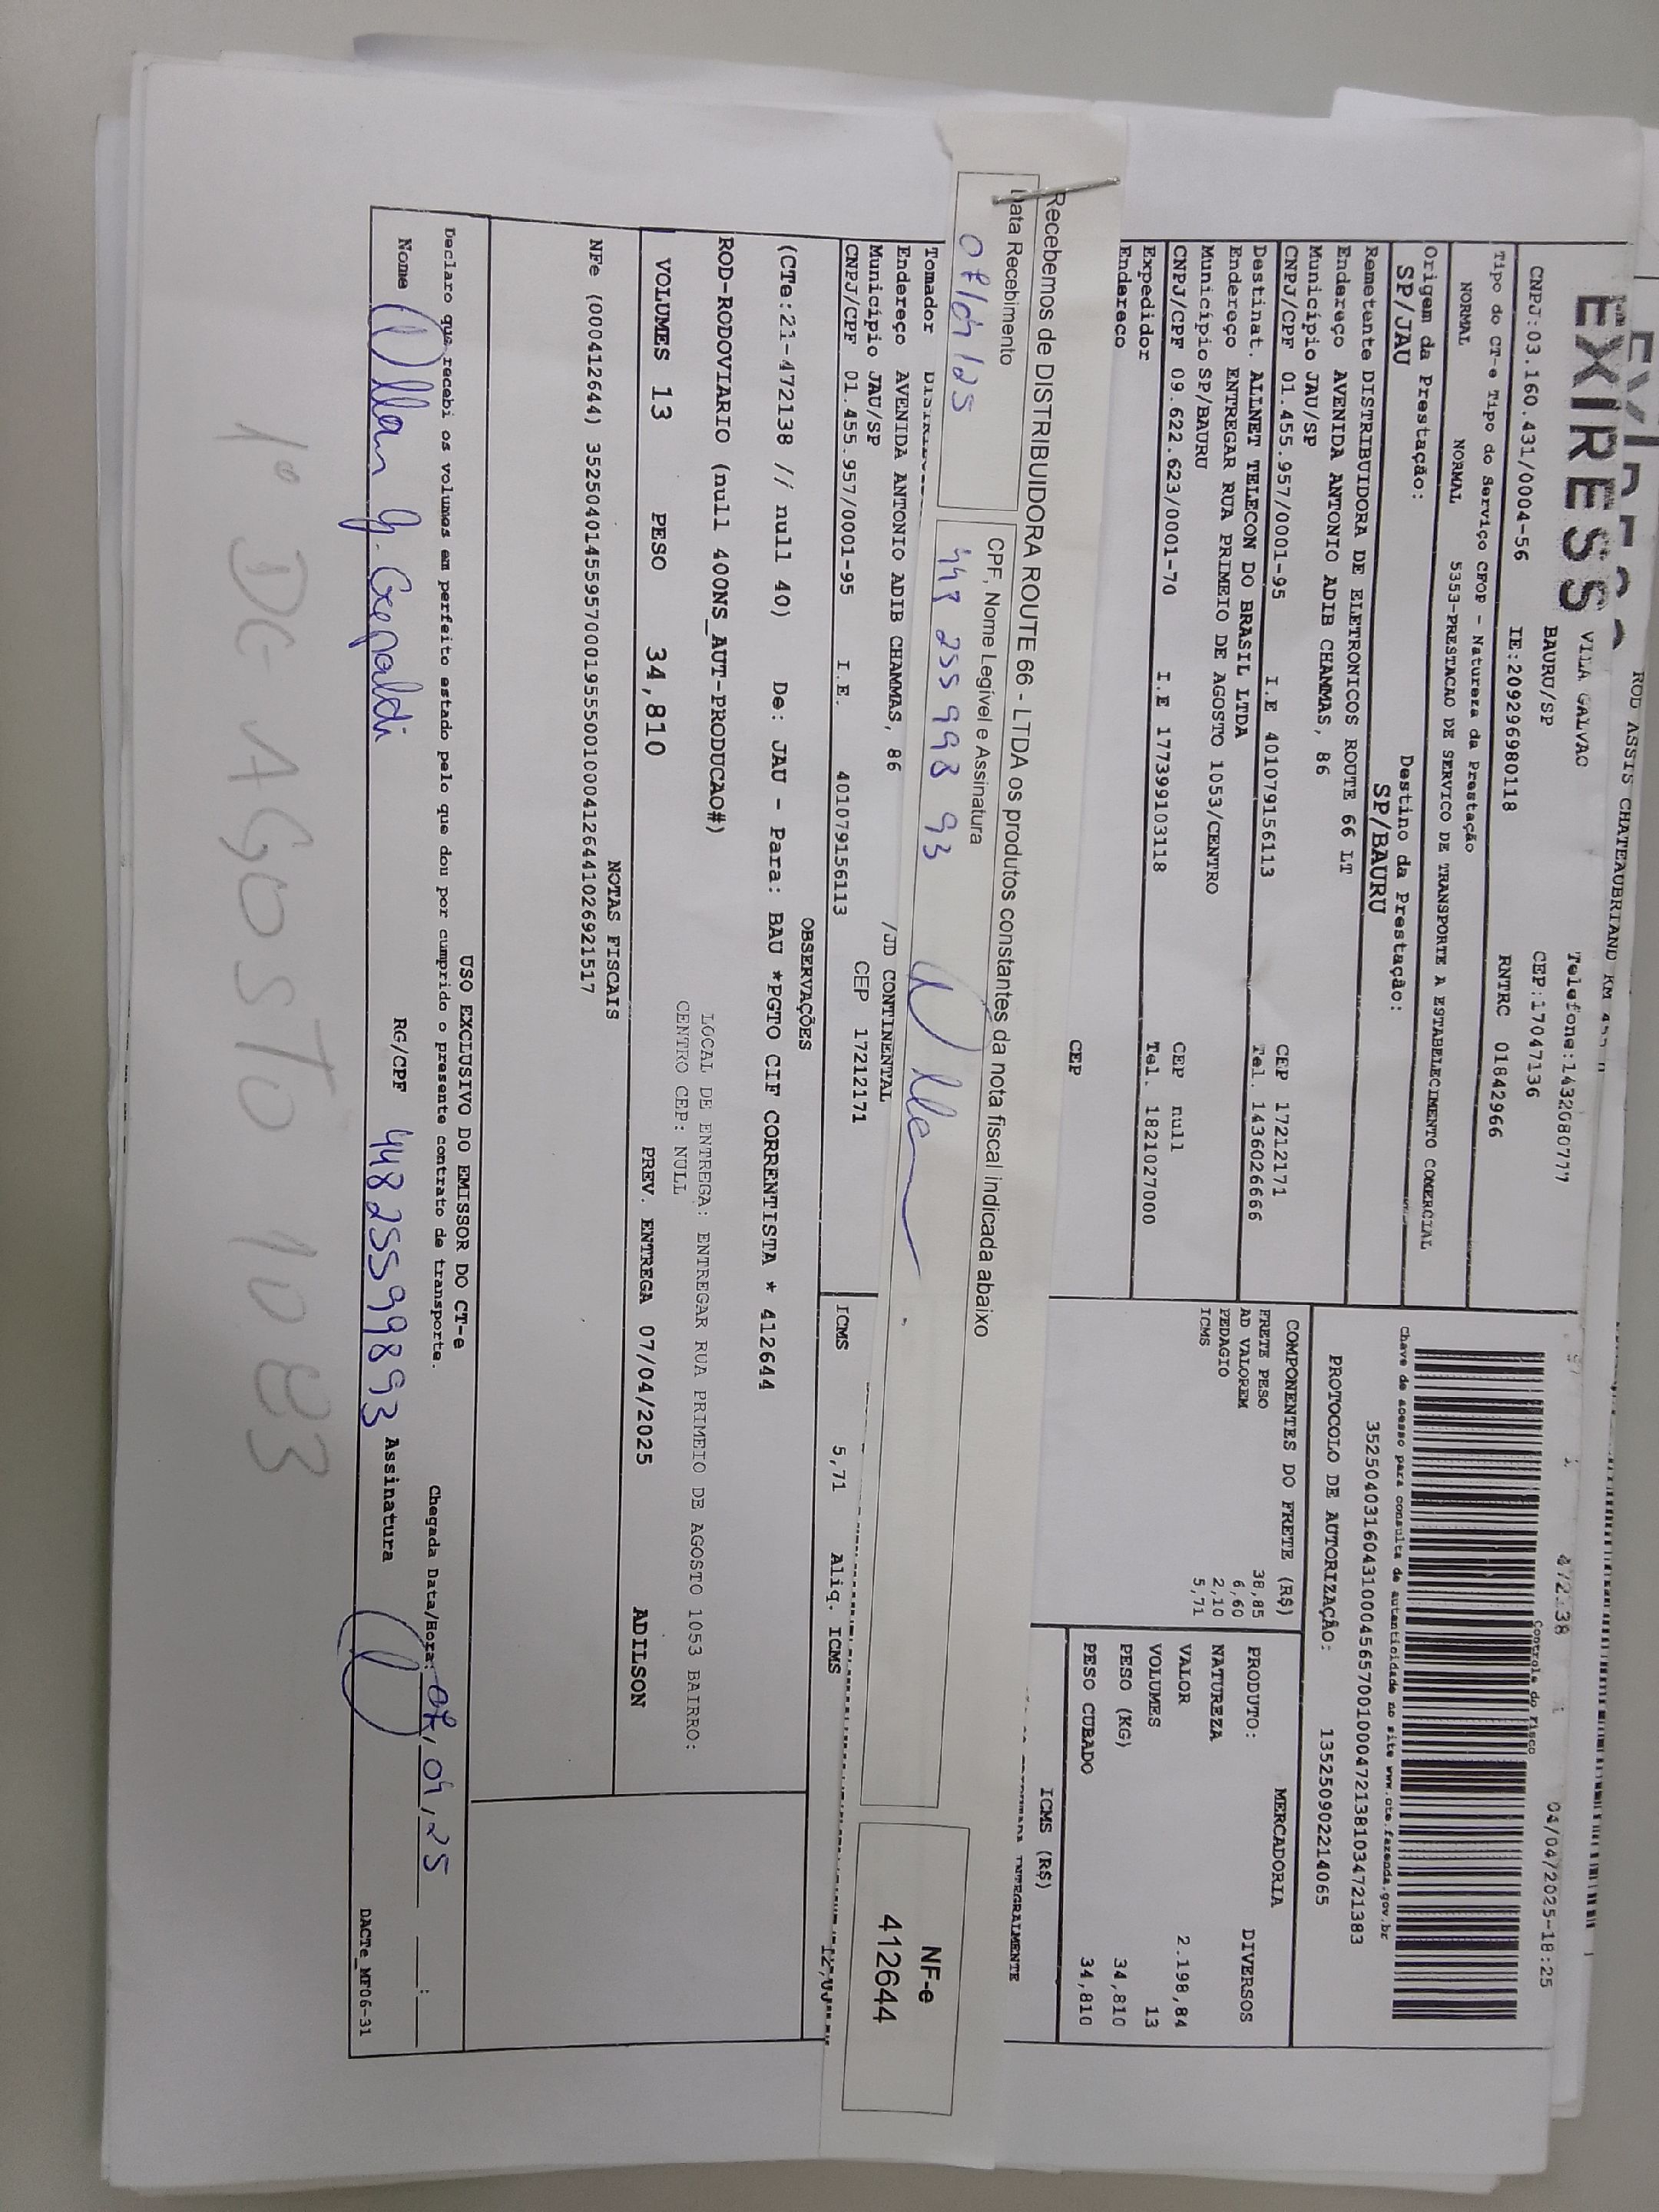 EXPRESS
ROD ASSIS CHATEAUBRIAND KM
VILLA GALVAO
Telefone:1432080777
BAURU/SP
CEP:17047136
CNPJ:03.160.431/0004-56 IE:209296980118 RNTRC 01842966
04/04/2025-18:25
Controle do Fisco
Tipo do CT-e Tipo do Serviço CFOP - Natureza da Prestação
NORMAL NORMAL 5353-PRESTACAO DE SERVICO DE TRANSPORTE A ESTABELECIMENTO COMERCIAL
Origem da Prestação: Destino da Prestação:
SP/JAU SP/BAURU
Chave de acesso para consulta de autenticidade no site www.cte.fazenda.gov.br
35250403160431000456570010004721381034721383
PROTOCOLO DE AUTORIZAÇÃO: 135250902214065
Remetente DISTRIBUIDORA DE ELETRONICOS ROUTE 66 LT
Endereço AVENIDA ANTONIO ADIB CHAMMAS, 86
Município JAU/SP CEP 17212171
CNPJ/CPF 01.455.957/0001-95 I.E 401079156113 Tel. 1436026666
Destinat. ALLNET TELECON DO BRASIL LTDA
Endereço ENTREGAR RUA PRIMEIO DE AGOSTO 1053/CENTRO
Município SP/BAURU CEP null
CNPJ/CPF 09.622.623/0001-70 I.E 177399103118 Tel. 1821027000
Expedidor
Endereco CEP
COMPONENTES DO FRETE (R$)
FRETE PESO 38,85
AD VALOREM 6,60
PEDAGIO 2,10
ICMS 5,71
MERCADORIA
PRODUTO: DIVERSOS
NATUREZA
VALOR 2.198,84
VOLUMES 13
PESO (KG) 34,810
PESO CUBADO 34,810
ICMS (R$)
INTEGRALMENTE
Recebemos de DISTRIBUIDORA ROUTE 66 - LTDA os produtos constantes da nota fiscal indicada abaixo
Data Recebimento CPF, Nome Legível e Assinatura
07/04/25 448 255 998 93 Allan
NF-e
412644
Tomador
Endereço AVENIDA ANTONIO ADIB CHAMMAS, 86 /JD CONTINENTAL
Município JAU/SP CEP 17212171
CNPJ/CPF 01.455.957/0001-95 I.E. 401079156113
ICMS 5,71 Aliq. ICMS
OBSERVAÇÕES
(CTe:21-472138 // null 40) De: JAU - Para: BAU *PGTO CIF CORRENTISTA * 412644
ROD-RODOVIARIO (null 400NS_AUT-PRODUCAO#)
LOCAL DE ENTREGA: ENTREGAR RUA PRIMEIO DE AGOSTO 1053 BAIRRO:
CENTRO CEP: NULL
VOLUMES 13 PESO 34,810 PREV. ENTREGA 07/04/2025 ADILSON
NOTAS FISCAIS
NFe (000412644) 35250401455957000195550010004126441026921517
USO EXCLUSIVO DO EMISSOR DO CT-e
Declaro que recebi os volumes em perfeito estado pelo que dou por cumprido o presente contrato de transporte. Chegada Data/Hora: 07, 04, 25 __:__
Nome Allan G. Gepaldi RG/CPF 44825599893 Assinatura
DACTe_MF06-31
1º DE AGOSTO 1083